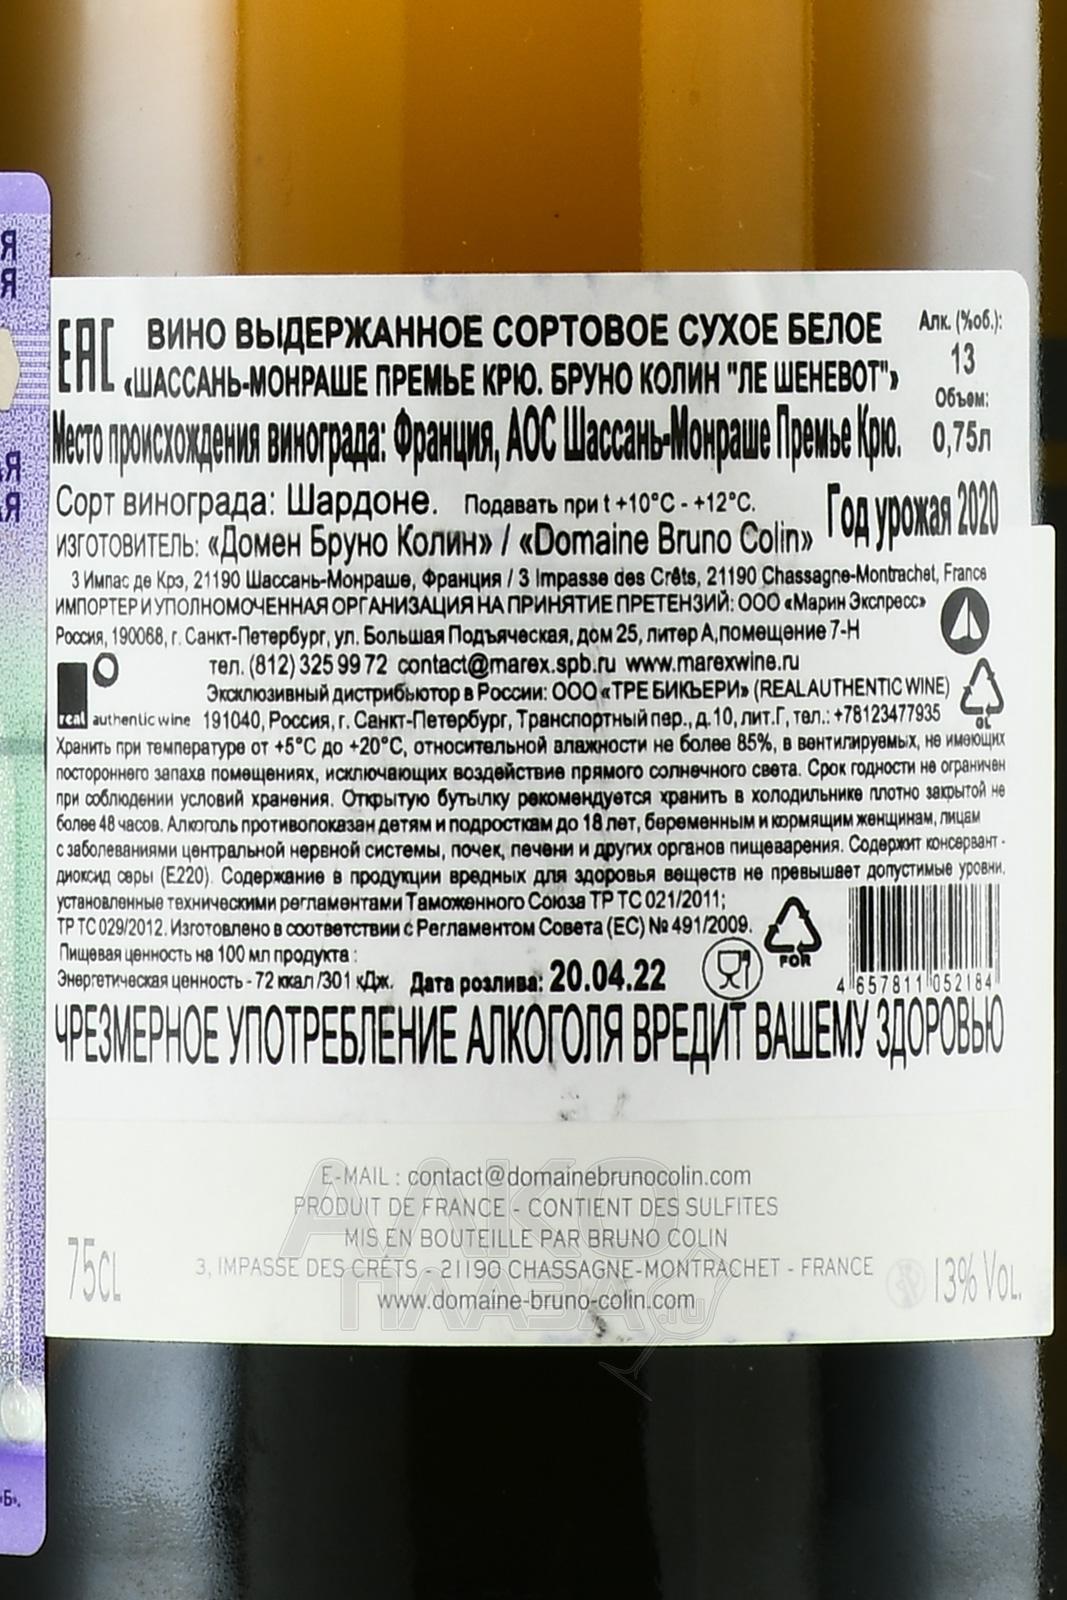 Я
Я
АЯ
АЯ
«Б».
EAC
ВИНО ВЫДЕРЖАННОЕ СОРТОВОЕ СУХОЕ БЕЛОЕ
«ШАССАНЬ-МОНРАШЕ ПРЕМЬЕ КРЮ. БРУНО КОЛИН "ЛЕ ШЕНЕВОТ"»
Алк. (%об.):
13
Объем:
0,75л
Место происхождения винограда: Франция, АОС Шассань-Монраше Премье Крю.
Сорт винограда: Шардоне. Подавать при t +10°C - +12°C.
Год урожая 2020
ИЗГОТОВИТЕЛЬ: «Домен Бруно Колин» / «Domaine Bruno Colin»
3 Импас де Крэ, 21190 Шассань-Монраше, Франция / 3 Impasse des Crêts, 21190 Chassagne-Montrachet, France
ИМПОРТЕР И УПОЛНОМОЧЕННАЯ ОРГАНИЗАЦИЯ НА ПРИНЯТИЕ ПРЕТЕНЗИЙ: ООО «Марин Экспресс»
Россия, 190068, г. Санкт-Петербург, ул. Большая Подъяческая, дом 25, литер А,помещение 7-Н
тел. (812) 325 99 72 contact@marex.spb.ru www.marexwine.ru
Эксклюзивный дистрибьютор в России: ООО «ТРЕ БИКЬЕРИ» (REAL AUTHENTIC WINE)
real authentic wine 191040, Россия, г. Санкт-Петербург, Транспортный пер., д.10, лит.Г, тел.: +78123477935
GL
Хранить при температуре от +5°C до +20°C, относительной влажности не более 85%, в вентилируемых, не имеющих
постороннего запаха помещениях, исключающих воздействие прямого солнечного света. Срок годности не ограничен
при соблюдении условий хранения. Открытую бутылку рекомендуется хранить в холодильнике плотно закрытой не
более 48 часов. Алкоголь противопоказан детям и подросткам до 18 лет, беременным и кормящим женщинам, лицам
с заболеваниями центральной нервной системы, почек, печени и других органов пищеварения. Содержит консервант -
диоксид серы (Е220). Содержание в продукции вредных для здоровья веществ не превышает допустимые уровни,
установленные техническими регламентами Таможенного Союза ТР ТС 021/2011;
ТР ТС 029/2012. Изготовлено в соответствии с Регламентом Совета (ЕС) № 491/2009.
Пищевая ценность на 100 мл продукта :
Энергетическая ценность - 72 ккал /301 кДж. Дата розлива: 20.04.22
FOR
4 657811 052184
ЧРЕЗМЕРНОЕ УПОТРЕБЛЕНИЕ АЛКОГОЛЯ ВРЕДИТ ВАШЕМУ ЗДОРОВЬЮ
E-MAIL : contact@domainebrunocolin.com
PRODUIT DE FRANCE - CONTIENT DES SULFITES
MIS EN BOUTEILLE PAR BRUNO COLIN
3, IMPASSE DES CRÊTS - 21190 CHASSAGNE-MONTRACHET - FRANCE
www.domaine-bruno-colin.com
75cL
13% Vol.
АЛКО
ПЛАЗА.ru